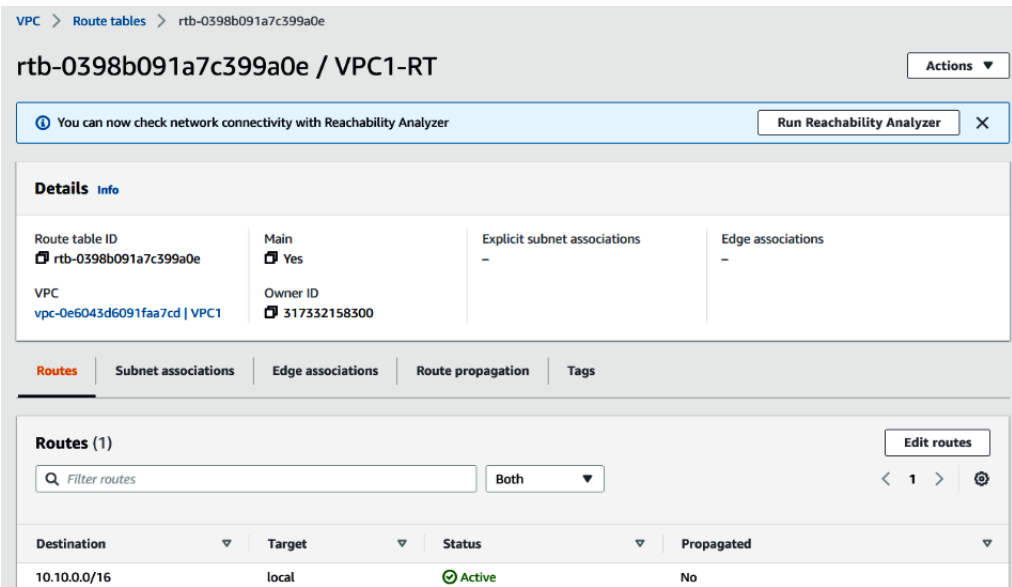 VPC > Route tables > rtb-0398b091a7c399a0e
rtb-0398b091a7c399a0e / VPC1-RT
Actions
You can now check network connectivity with Reachability Analyzer
Run Reachability Analyzer
Details Info
Route table ID
rtb-0398b091a7c399a0e
Main
Yes
Explicit subnet associations
–
Edge associations
–
VPC
vpc-0e6043d6091faa7cd | VPC1
Owner ID
317332158300
Routes
Subnet associations
Edge associations
Route propagation
Tags
Routes (1)
Edit routes
Filter routes
Both
1
Destination Target Status Propagated
10.10.0.0/16 local Active No